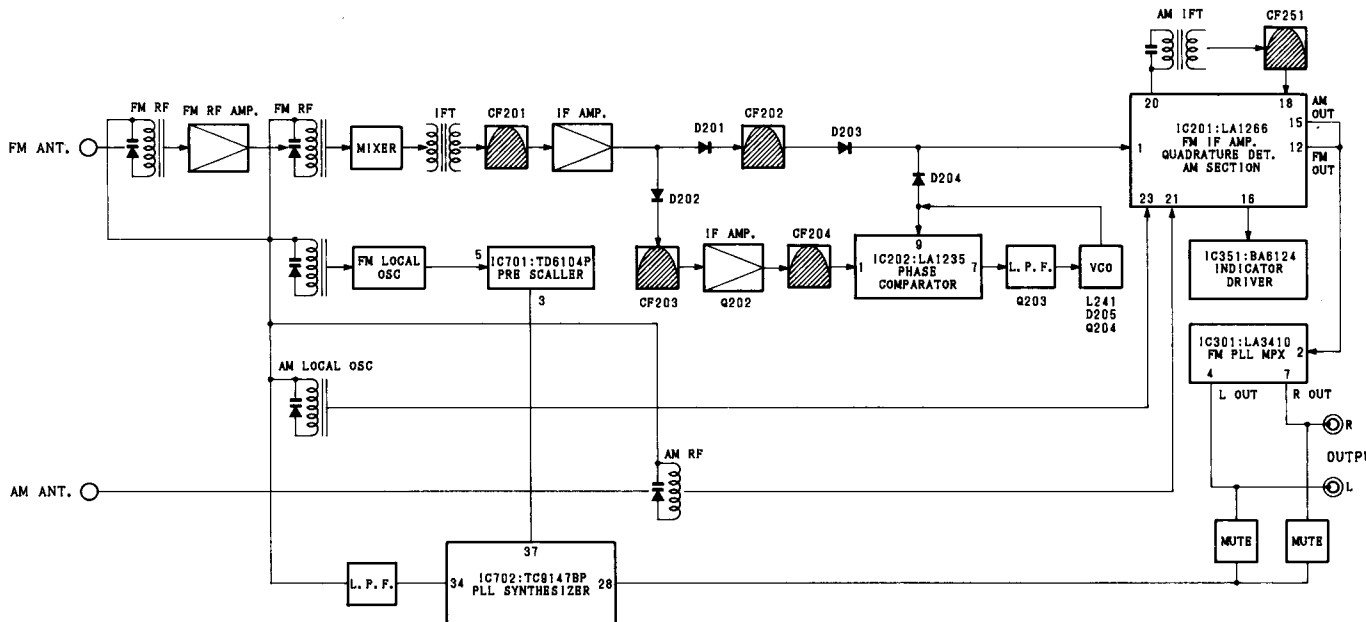 AM IFT
CF251
FM RF
FM RF AMP.
FM RF
IFT
CF201
IF AMP.
CF202
D201
D203
20
18
AM OUT
15
IC201:LA1266
FM IF AMP.
QUADRATURE DET.
AM SECTION
12
FM OUT
1
23
21
16
FM ANT.
MIXER
D202
D204
IF AMP.
CF204
FM LOCAL
OSC
5
IC701:TD6104P
PRE SCALLER
3
CF203
Q202
9
1
IC202:LA1235
PHASE
COMPARATOR
7
L.P.F.
VCO
Q203
L241
D205
Q204
IC351:BA6124
INDICATOR
DRIVER
IC301:LA3410
FM PLL MPX
2
4
7
L OUT
R OUT
AM LOCAL OSC
R
OUTPU
L
AM RF
AM ANT.
MUTE
MUTE
L.P.F.
37
34
IC702:TC9147BP
PLL SYNTHESIZER
28